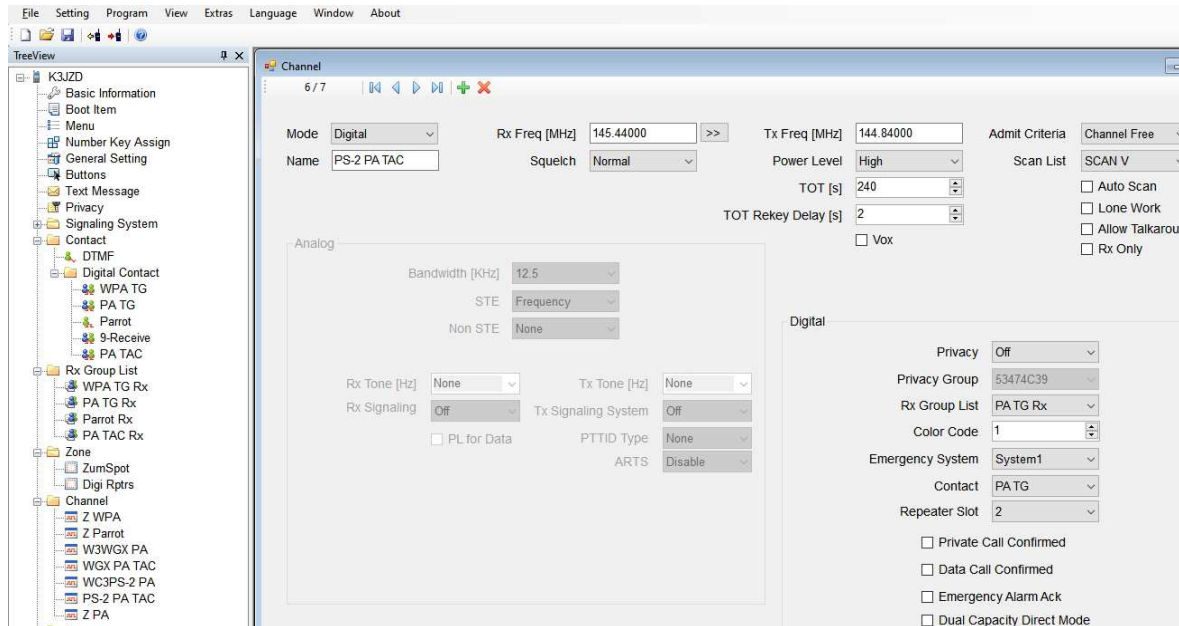 File Setting Program View Extras Language Window About
TreeView
K3JZD
Basic Information
Boot Item
Menu
Number Key Assign
General Setting
Buttons
Text Message
Privacy
Signaling System
Contact
DTMF
Digital Contact
WPA TG
PA TG
Parrot
9-Receive
PA TAC
Rx Group List
WPA TG Rx
PA TG Rx
Parrot Rx
PA TAC Rx
Zone
ZumSpot
Digi Rptrs
Channel
Z WPA
Z Parrot
W3WGX PA
WGX PA TAC
WC3PS-2 PA
PS-2 PA TAC
Z PA
Channel
6 / 7
Mode Digital Rx Freq [MHz] 145.44000 >> Tx Freq [MHz] 144.84000 Admit Criteria Channel Free
Name PS-2 PA TAC Squelch Normal Power Level High Scan List SCAN V
TOT [s] 240 Auto Scan
TOT Rekey Delay [s] 2 Lone Work
Allow Talkarou
Vox Rx Only
Analog
Bandwidth [KHz] 12.5
STE Frequency
Non STE None
Rx Tone [Hz] None Tx Tone [Hz] None
Rx Signaling Off Tx Signaling System Off
PL for Data PTTID Type None
ARTS Disable
Digital
Privacy Off
Privacy Group 53474C39
Rx Group List PA TG Rx
Color Code 1
Emergency System System1
Contact PA TG
Repeater Slot 2
Private Call Confirmed
Data Call Confirmed
Emergency Alarm Ack
Dual Capacity Direct Mode